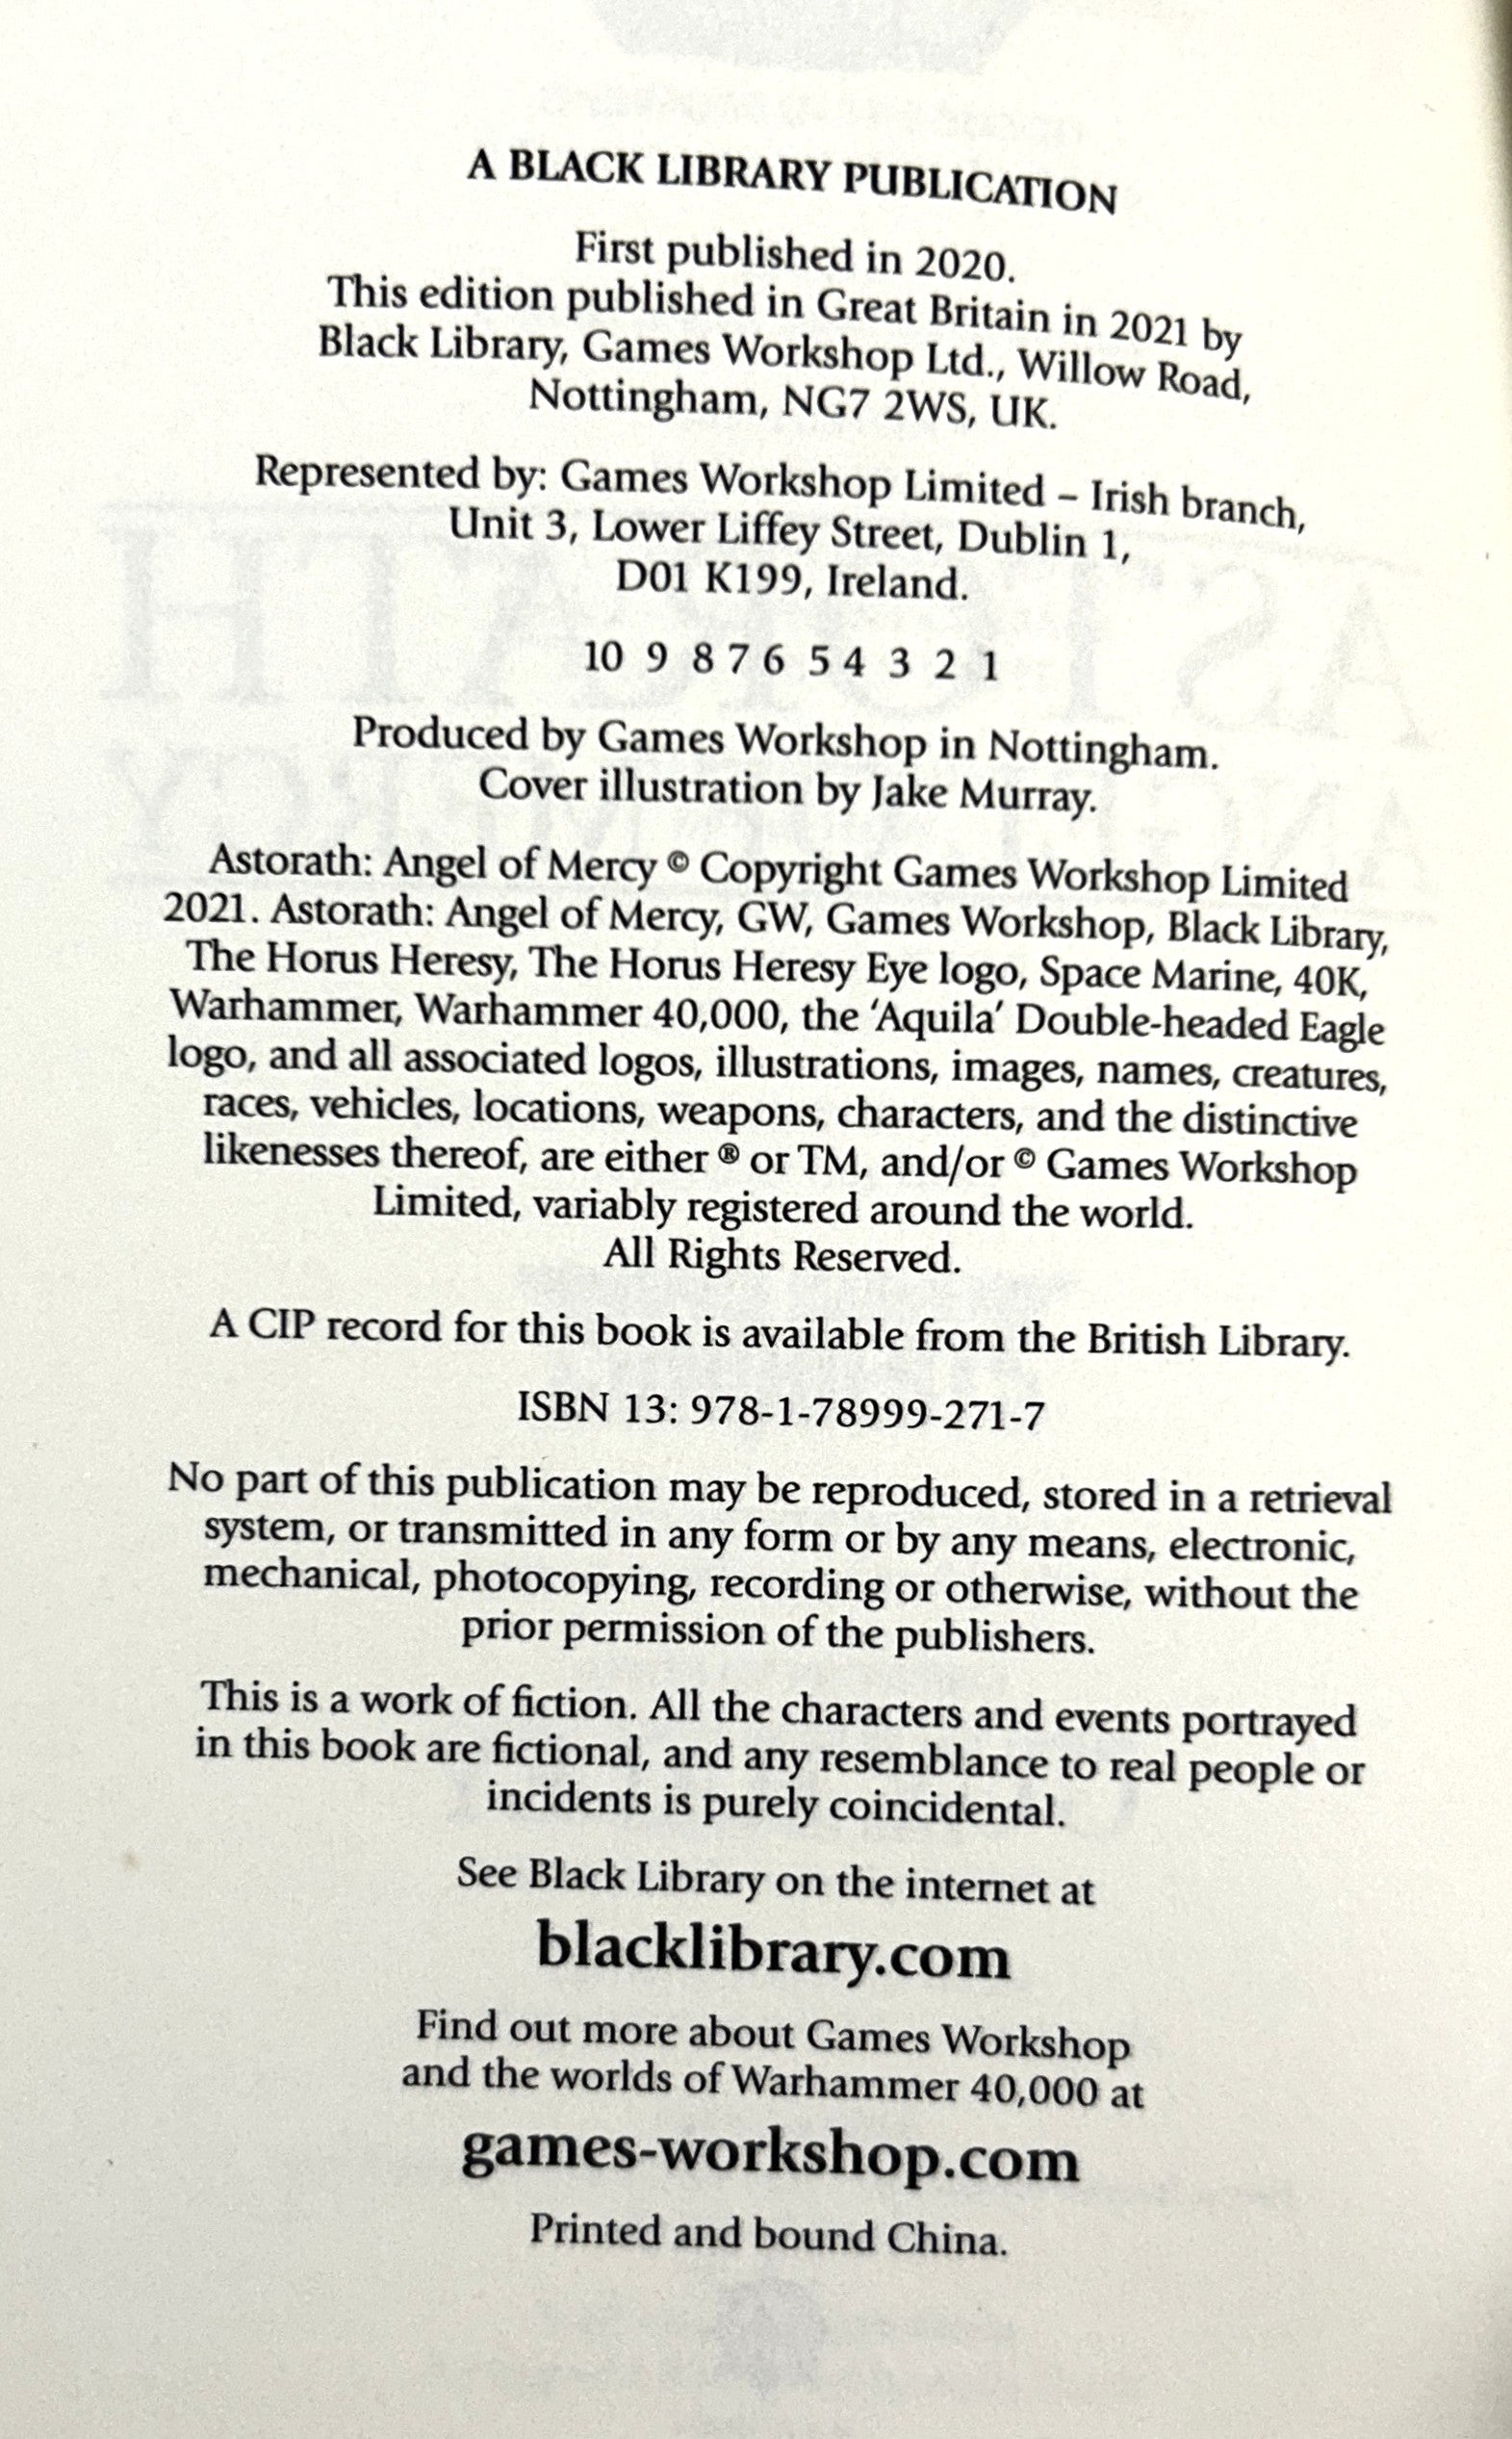 A BLACK LIBRARY PUBLICATION
First published in 2020.
This edition published in Great Britain in 2021 by
Black Library, Games Workshop Ltd., Willow Road,
Nottingham, NG7 2WS, UK.
Represented by: Games Workshop Limited – Irish branch,
Unit 3, Lower Liffey Street, Dublin 1,
D01 K199, Ireland.
10 9 8 7 6 5 4 3 2 1
Produced by Games Workshop in Nottingham.
Cover illustration by Jake Murray.
Astorath: Angel of Mercy © Copyright Games Workshop Limited
2021. Astorath: Angel of Mercy, GW, Games Workshop, Black Library,
The Horus Heresy, The Horus Heresy Eye logo, Space Marine, 40K,
Warhammer, Warhammer 40,000, the ‘Aquila’ Double-headed Eagle
logo, and all associated logos, illustrations, images, names, creatures,
races, vehicles, locations, weapons, characters, and the distinctive
likenesses thereof, are either ® or TM, and/or © Games Workshop
Limited, variably registered around the world.
All Rights Reserved.
A CIP record for this book is available from the British Library.
ISBN 13: 978-1-78999-271-7
No part of this publication may be reproduced, stored in a retrieval
system, or transmitted in any form or by any means, electronic,
mechanical, photocopying, recording or otherwise, without the
prior permission of the publishers.
This is a work of fiction. All the characters and events portrayed
in this book are fictional, and any resemblance to real people or
incidents is purely coincidental.
See Black Library on the internet at
blacklibrary.com
Find out more about Games Workshop
and the worlds of Warhammer 40,000 at
games-workshop.com
Printed and bound China.